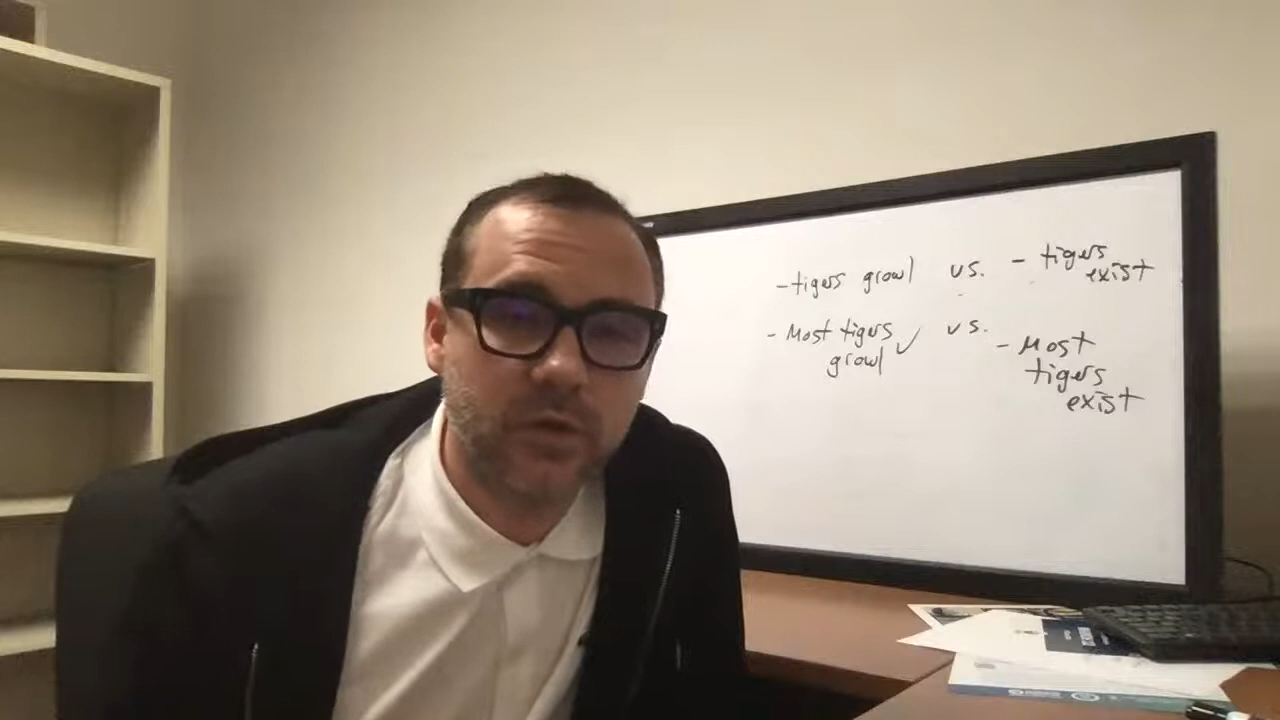 - tigers growl vs. - tigers
exist
- Most tigers ✓ vs.
growl
- Most
tigers
exist